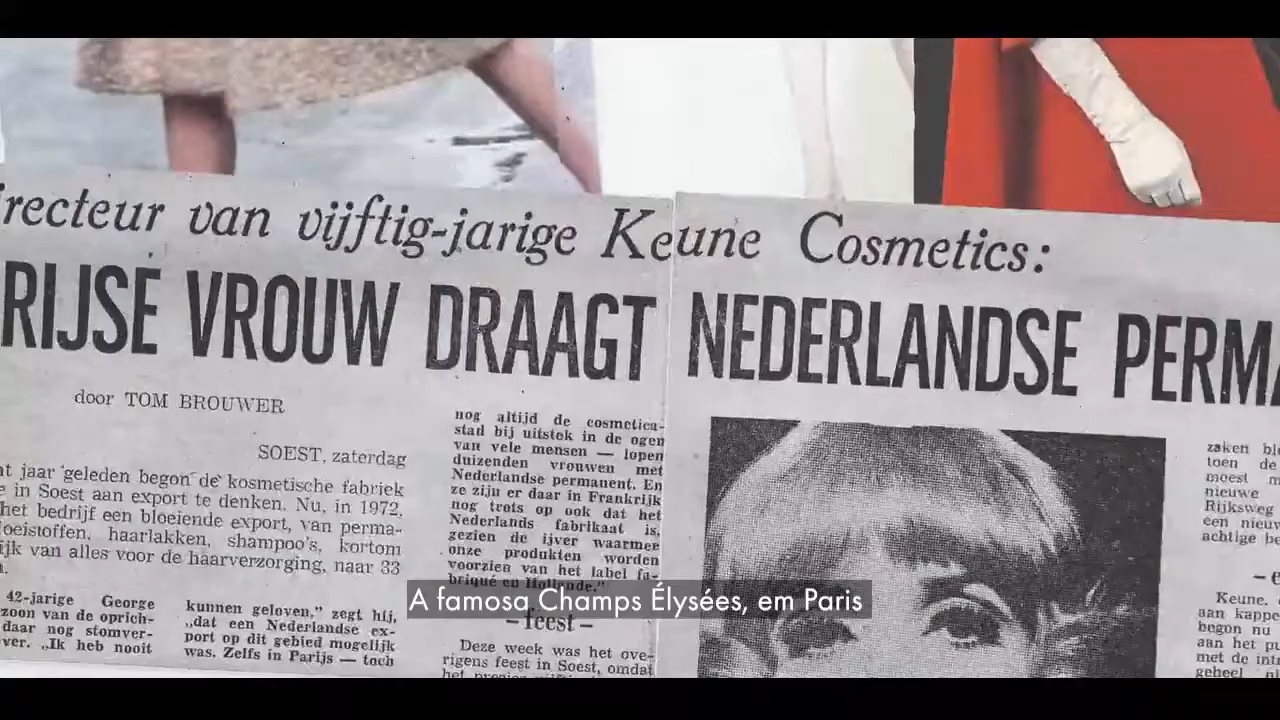 recteur van vijftig-jarige Keune Cosmetics:
RIJSE VROUW DRAAGT NEDERLANDSE PERMA
door TOM BROUWER
SOEST, zaterdag
at jaar geleden begon de kosmetische fabriek
e in Soest aan export te denken. Nu, in 1972,
het bedrijf een bloeiende export, van perma-
loeistoffen, haarlakken, shampoo's, kortom
ijk van alles voor de haarverzorging, naar 33
42-jarige George
zoon van de oprich-
daar nog stomver-
ver. „Ik heb nooit
kunnen geloven,” zegt hij,
„dat een Nederlandse ex-
port op dit gebied mogelijk
was. Zelfs in Parijs — toch
nog altijd de cosmetica-
stad bij uitstek in de ogen
van vele mensen — lopen
duizenden vrouwen met
Nederlandse permanent. En
ze zijn er daar in Frankrijk
nog trots op ook dat het
Nederlands fabrikaat is,
gezien de ijver waarmee
onze produkten worden
voorzien van het label fa-
briqué en Hollande.”
– feest –
Deze week was het ove-
rigens feest in Soest, omdat
zaken bl
toen de
meest m
nieuwe
Rijksweg
een nieuw
achtige be
Keune,
aan kappe
begon nu
aan het pu
met de int
geheel ni
A famosa Champs Élysées, em Paris